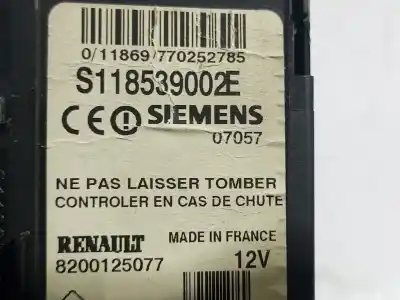 0/11869/770252785
S118539002E
CE SIEMENS
07057
NE PAS LAISSER TOMBER
CONTROLER EN CAS DE CHUTE
RENAULT MADE IN FRANCE
8200125077 12V